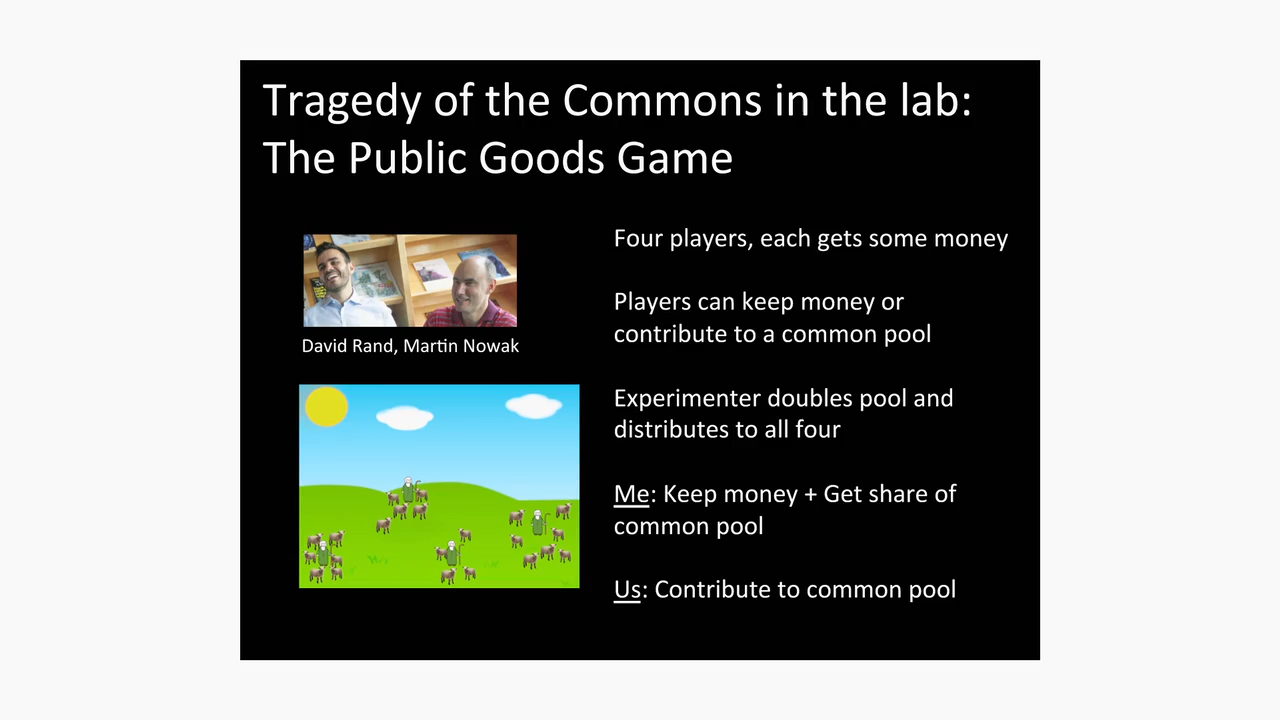 Tragedy of the Commons in the lab:
The Public Goods Game
David Rand, Martin Nowak
Four players, each gets some money
Players can keep money or
contribute to a common pool
Experimenter doubles pool and
distributes to all four
Me: Keep money + Get share of
common pool
Us: Contribute to common pool